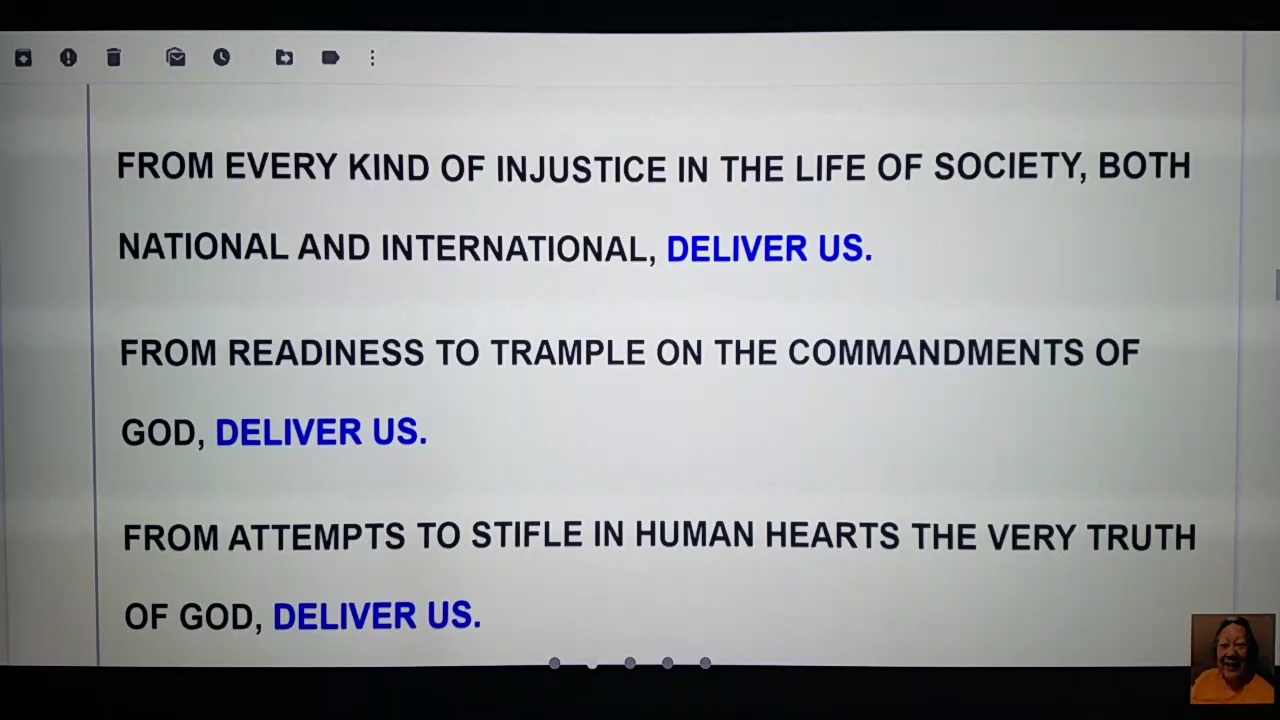 FROM EVERY KIND OF INJUSTICE IN THE LIFE OF SOCIETY, BOTH
NATIONAL AND INTERNATIONAL, DELIVER US.
FROM READINESS TO TRAMPLE ON THE COMMANDMENTS OF
GOD, DELIVER US.
FROM ATTEMPTS TO STIFLE IN HUMAN HEARTS THE VERY TRUTH
OF GOD, DELIVER US.